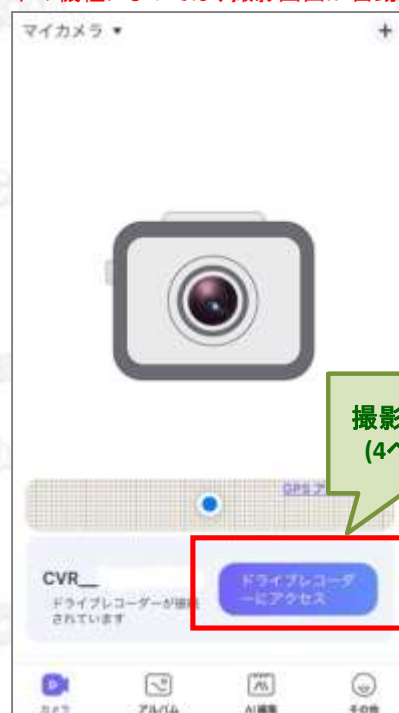 マイカメラ ▼ +
撮影
(4ペ
GPS ア
CVR__
ドライブレコーダーが接続
されています
ドライブレコーダ
ーにアクセス
カメラ アルバム AI編集 その他